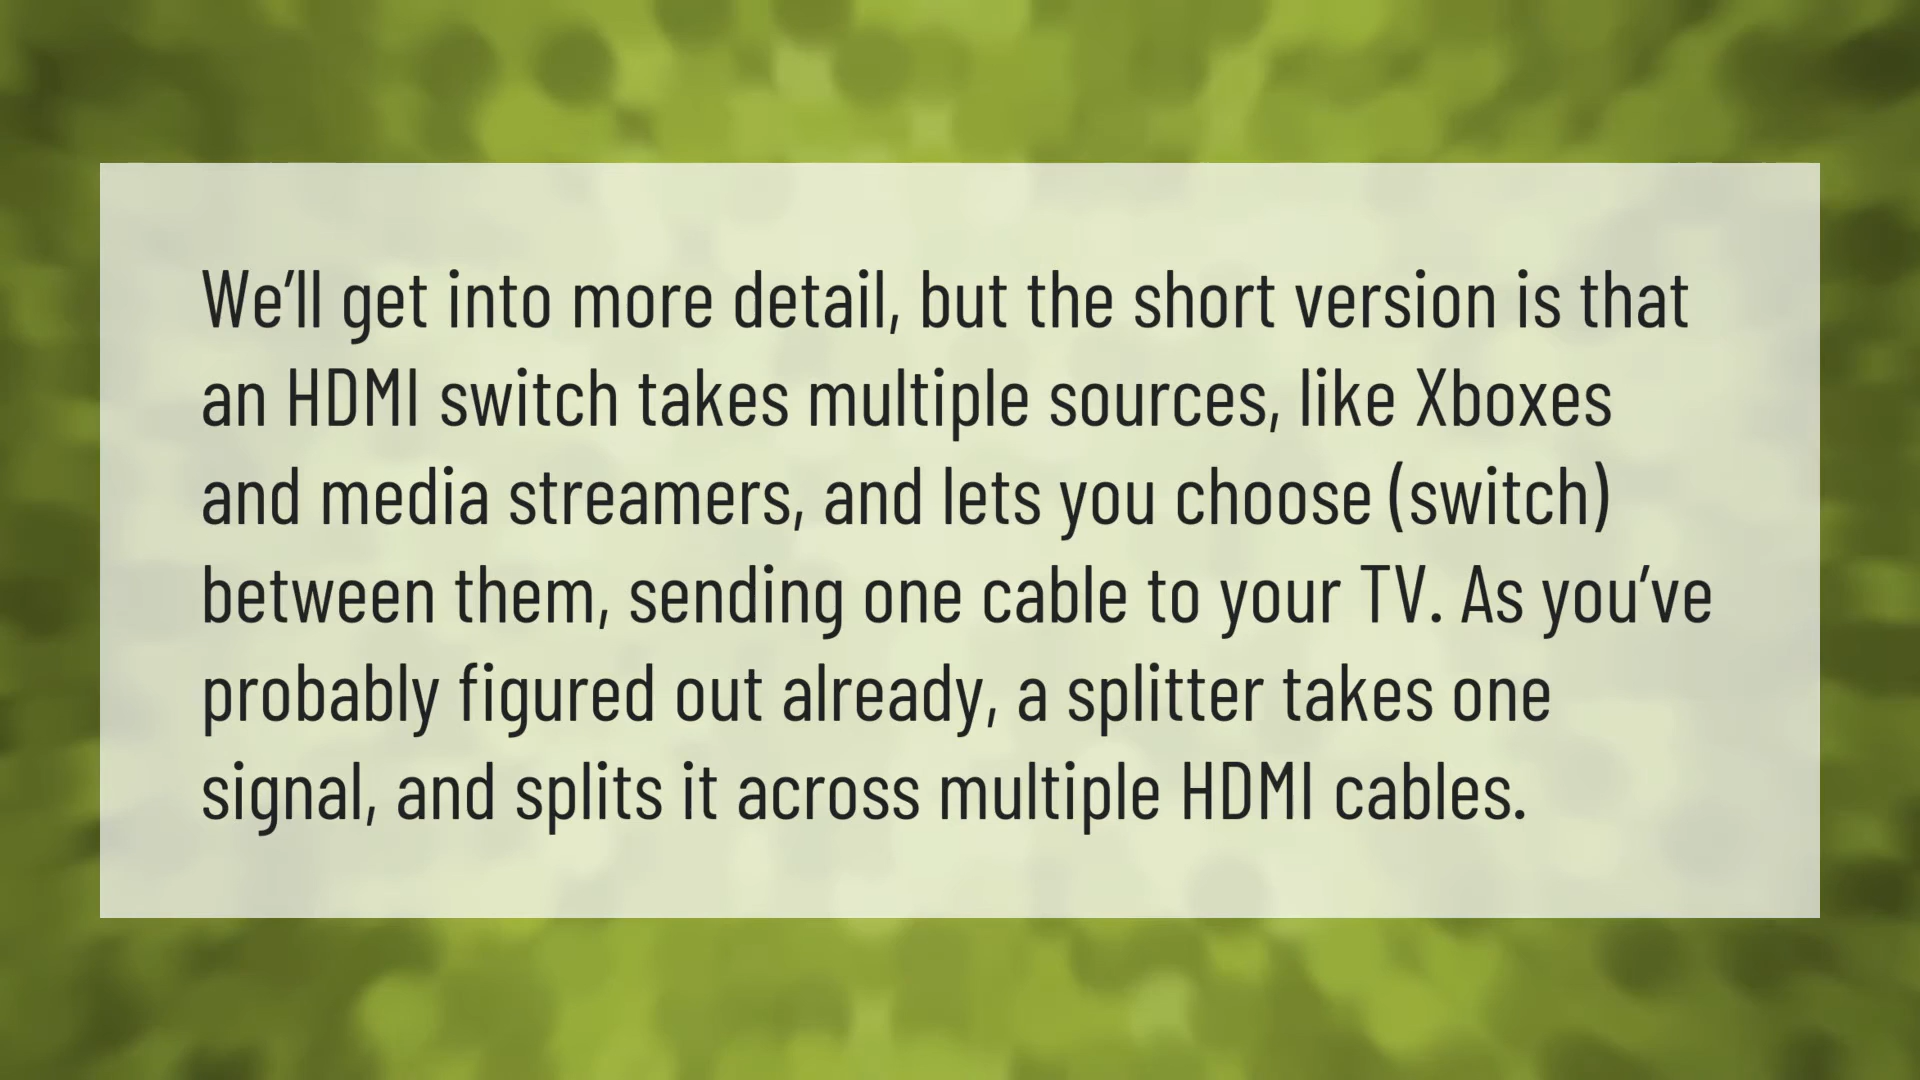 We’ll get into more detail, but the short version is that
an HDMI switch takes multiple sources, like Xboxes
and media streamers, and lets you choose (switch)
between them, sending one cable to your TV. As you’ve
probably figured out already, a splitter takes one
signal, and splits it across multiple HDMI cables.